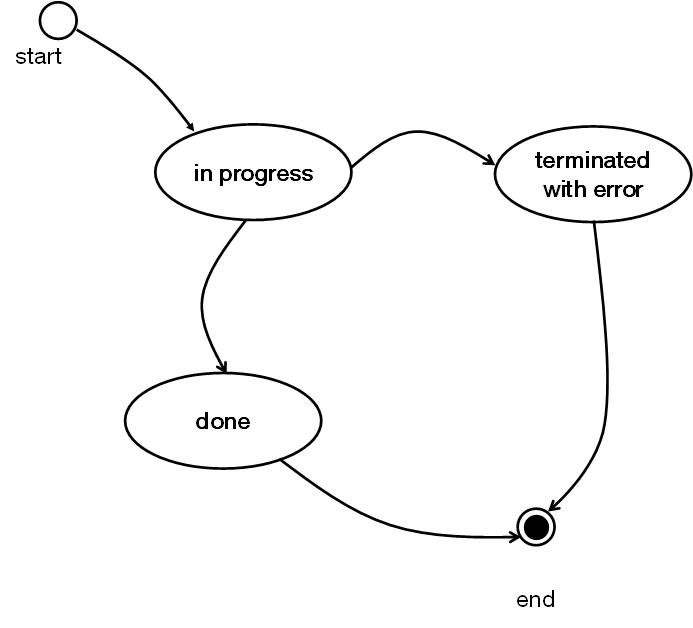 start
in progress
terminated
with error
done
end